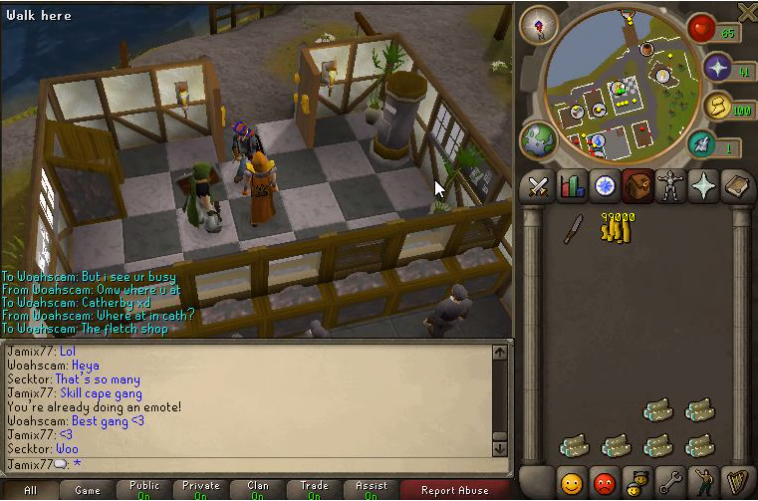 Walk here
65
41
100
1
99000
To Woahscam: But i see ur busy
From Woahscam: Omw where u at
To Woahscam: Catherby xd
From Woahscam: Where at in cath?
To Woahscam: The fletch shop
Jamix77: Lol
Woahscam: Heya
Secktor: That's so many
Jamix77: Skill cape gang
You're already doing an emote!
Woahscam: Best gang <3
Jamix77: <3
Secktor: Woo
Jamix77: *
All
Game
Public
On
Private
On
Clan
On
Trade
On
Assist
On
Report Abuse